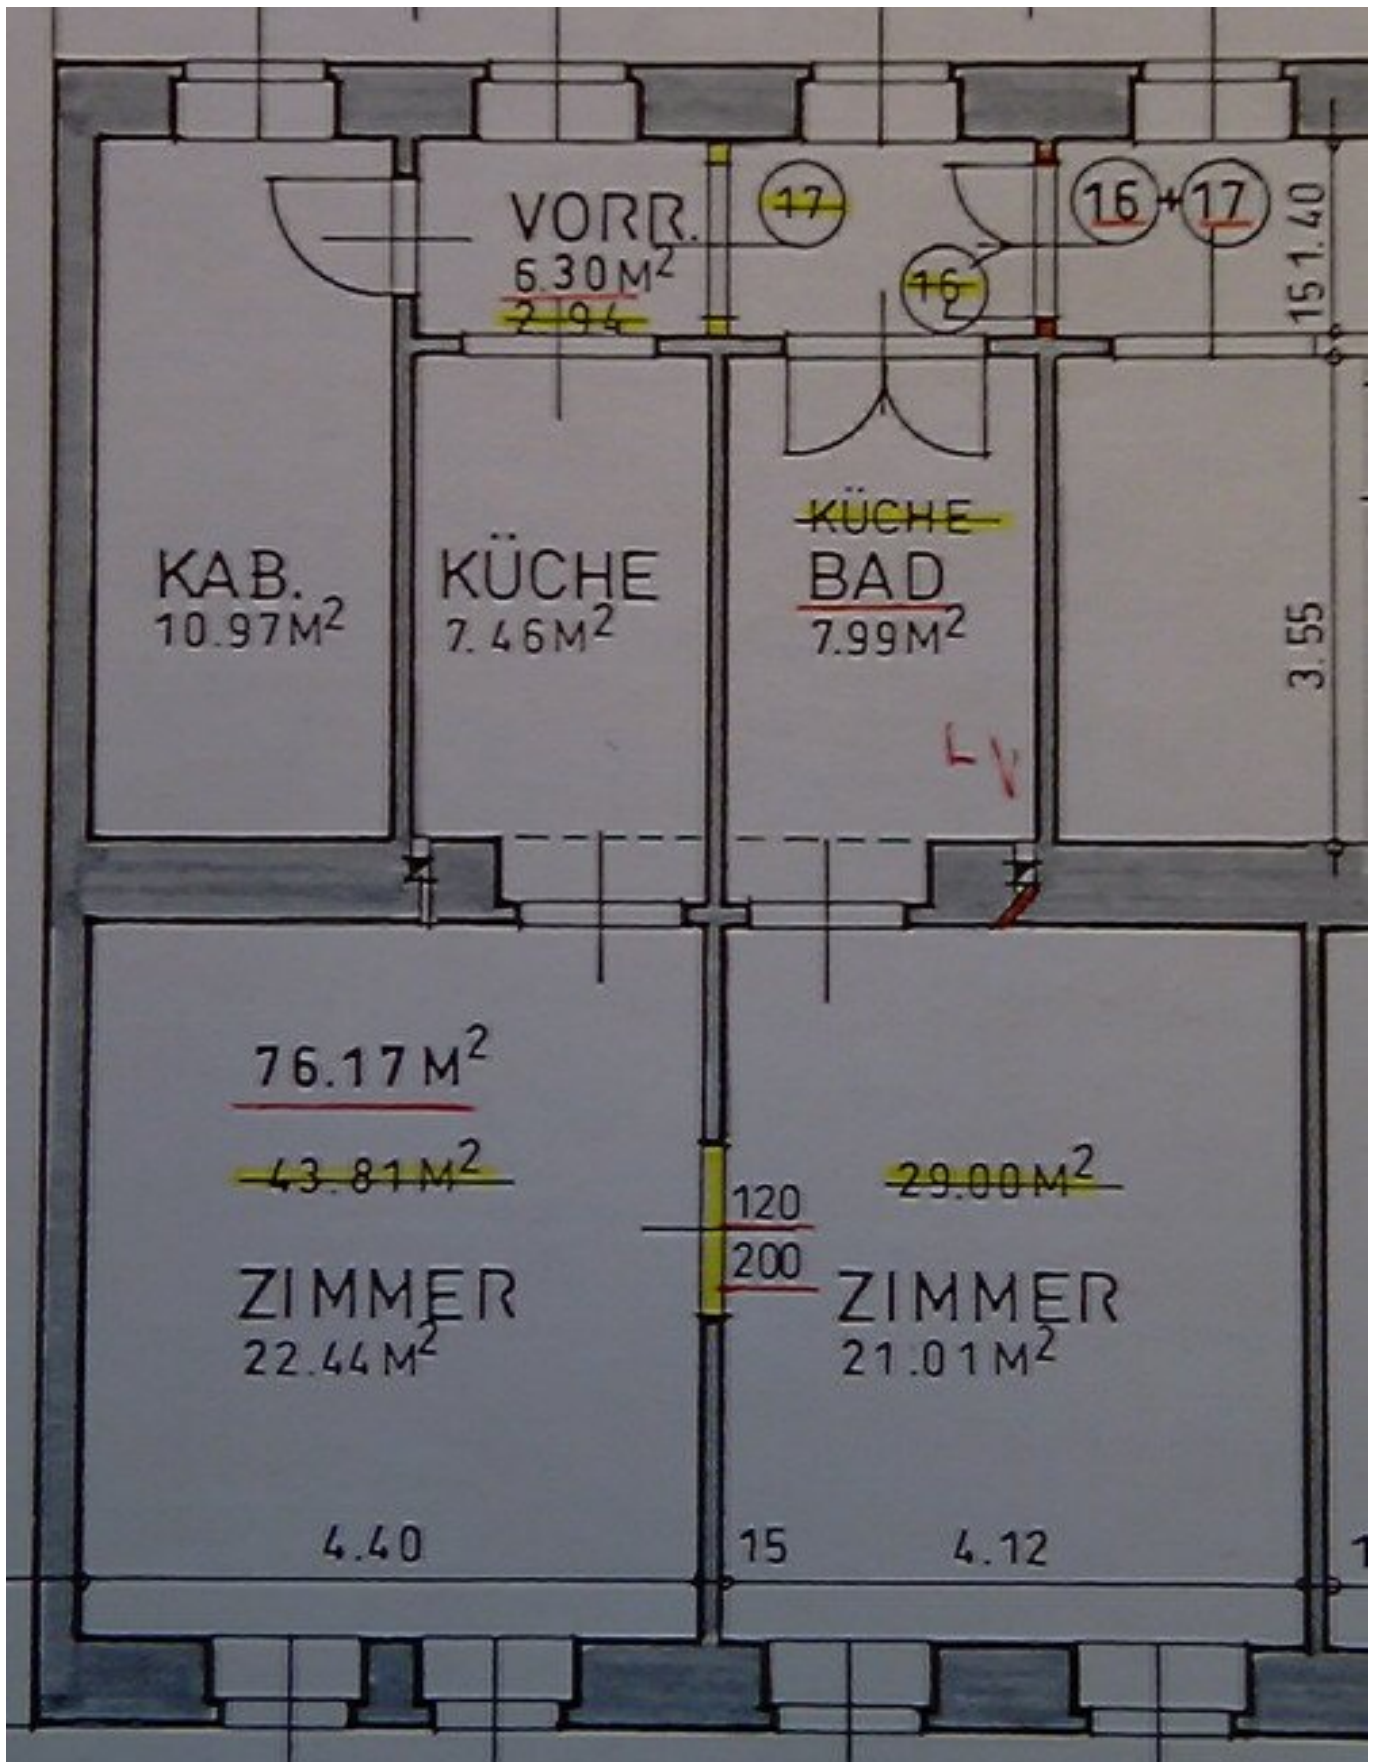 VORR.
6.30M²
2.94
17
16
16+17
15 1.40
KAB.
10.97M²
KÜCHE
7.46M²
KÜCHE
BAD
7.99M²
3.55
LV
76.17M²
43.81M²
ZIMMER
22.44M²
120
200
29.00M²
ZIMMER
21.01M²
4.40
15
4.12
1